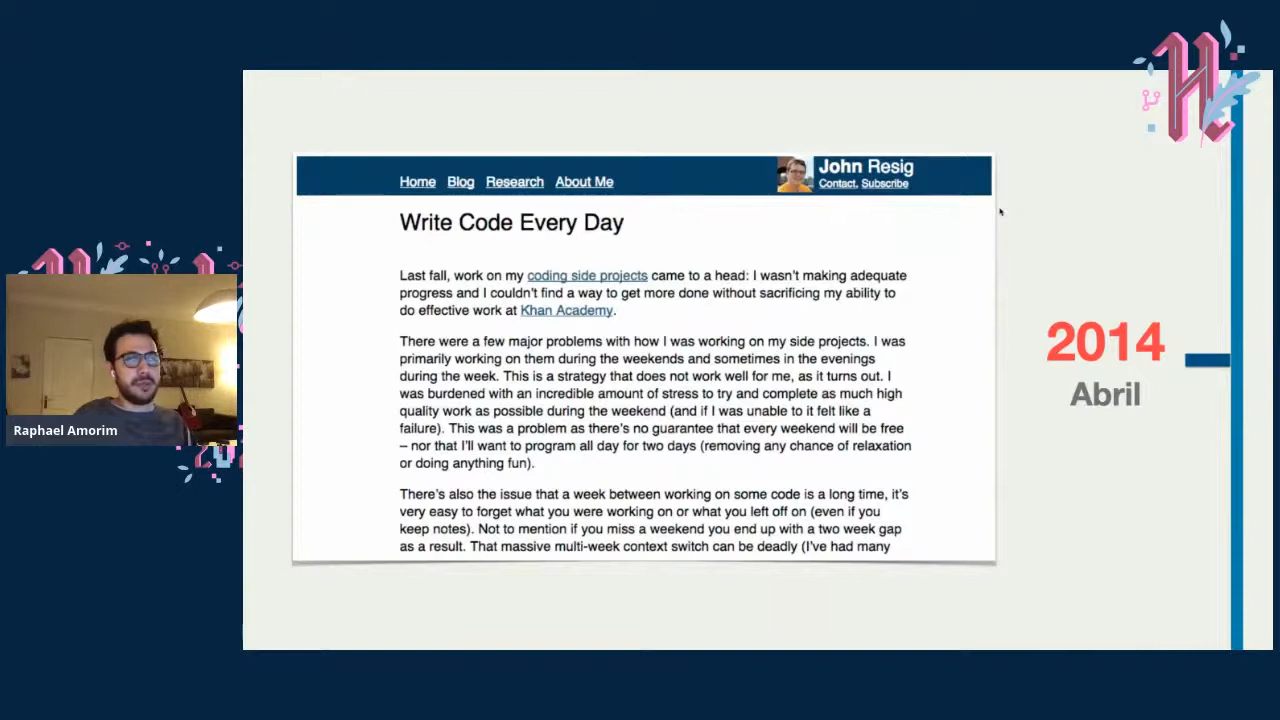 Home Blog Research About Me
John Resig
Contact, Subscribe
Write Code Every Day
Last fall, work on my coding side projects came to a head: I wasn't making adequate
progress and I couldn't find a way to get more done without sacrificing my ability to
do effective work at Khan Academy.
There were a few major problems with how I was working on my side projects. I was
primarily working on them during the weekends and sometimes in the evenings
during the week. This is a strategy that does not work well for me, as it turns out. I
was burdened with an incredible amount of stress to try and complete as much high
quality work as possible during the weekend (and if I was unable to it felt like a
failure). This was a problem as there's no guarantee that every weekend will be free
– nor that I'll want to program all day for two days (removing any chance of relaxation
or doing anything fun).
There's also the issue that a week between working on some code is a long time, it's
very easy to forget what you were working on or what you left off on (even if you
keep notes). Not to mention if you miss a weekend you end up with a two week gap
as a result. That massive multi-week context switch can be deadly (I've had many
2014
Abril
Raphael Amorim
H